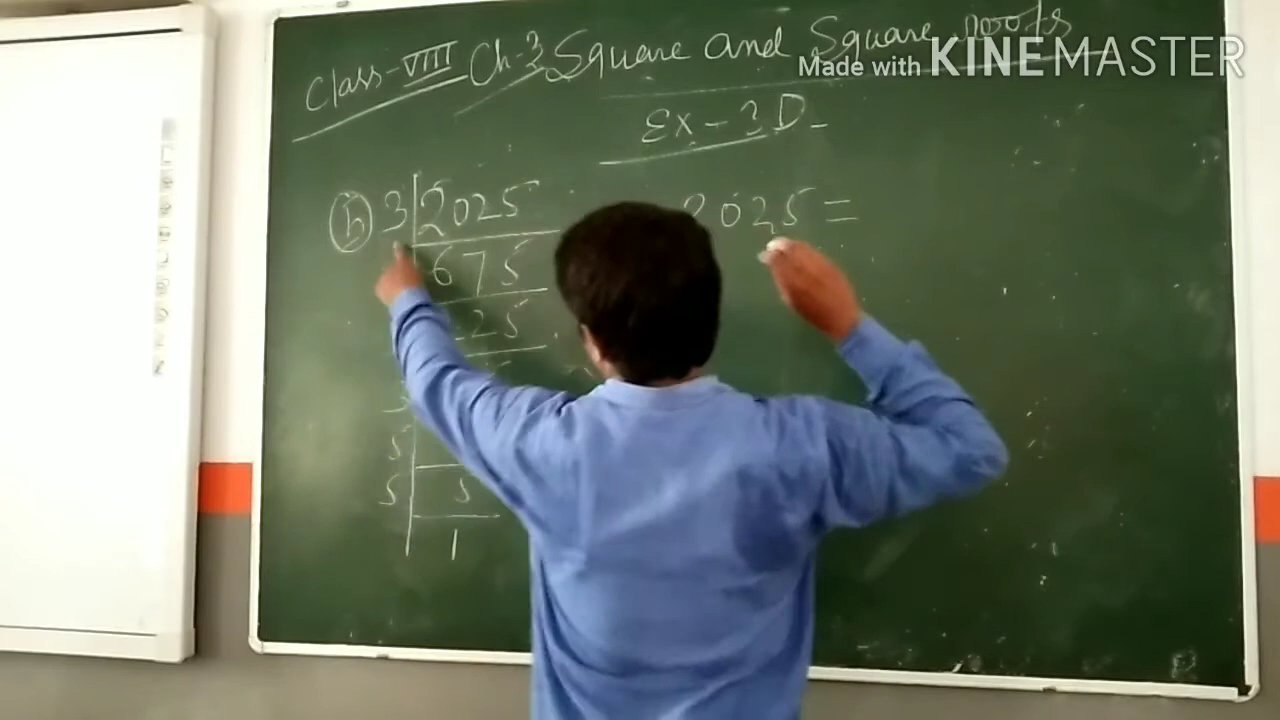 Class-VIII Ch-3 Square and Square roots
Made with KINEMASTER
Ex-3D
(h) 3 2025
2025 =
675
25
5
5 5
1